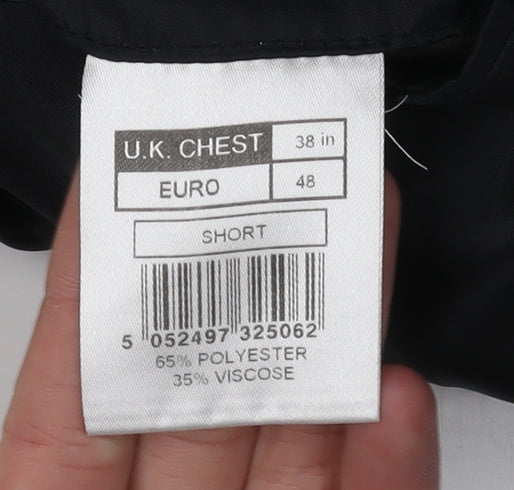 U.K. CHEST 38 in
EURO 48
SHORT
5 052497 325062
65% POLYESTER
35% VISCOSE